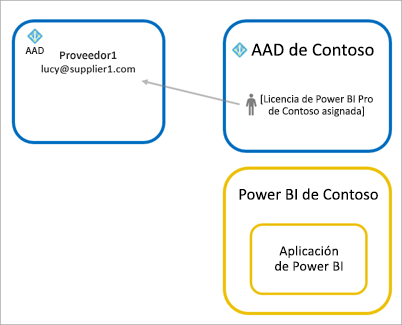 AAD
Proveedor1
lucy@supplier1.com
AAD de Contoso
[Licencia de Power BI Pro
de Contoso asignada]
Power BI de Contoso
Aplicación
de Power BI